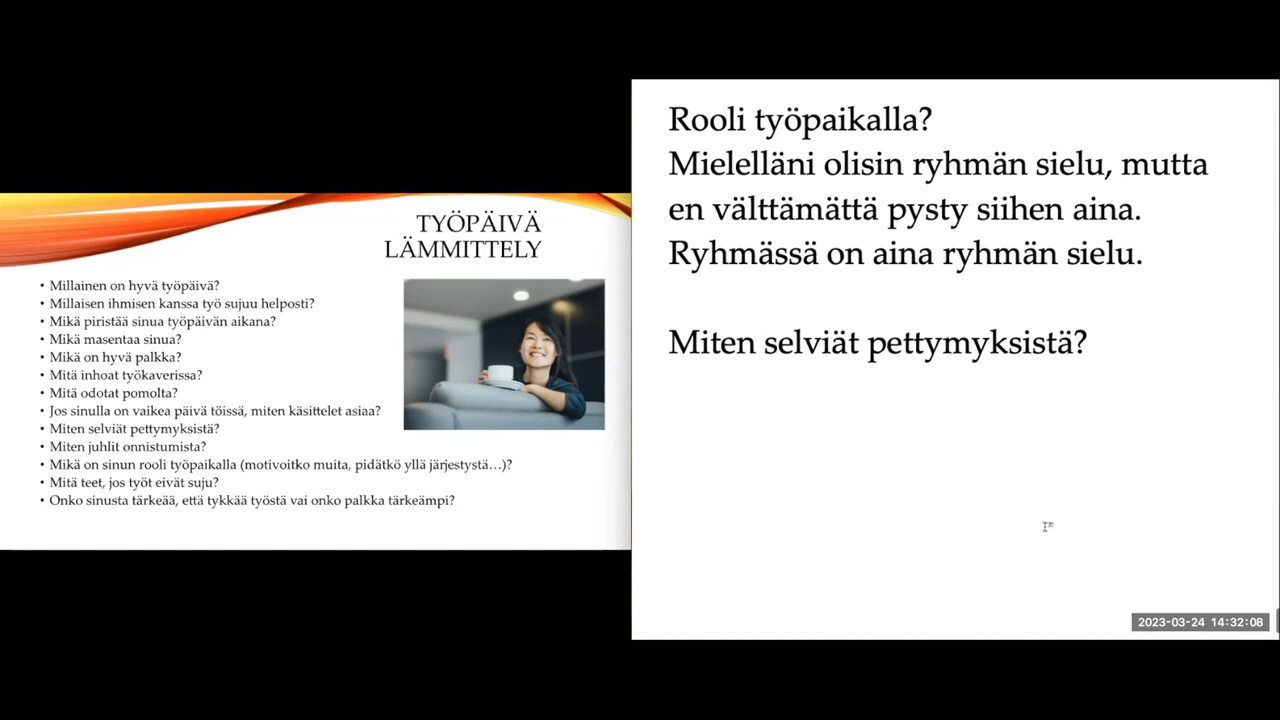 TYÖPÄIVÄ
LÄMMITTELY
• Millainen on hyvä työpäivä?
• Millaisen ihmisen kanssa työ sujuu helposti?
• Mikä piristää sinua työpäivän aikana?
• Mikä masentaa sinua?
• Mikä on hyvä palkka?
• Mitä inhoat työkaverissa?
• Mitä odotat pomolta?
• Jos sinulla on vaikea päivä töissä, miten käsittelet asiaa?
• Miten selviät pettymyksistä?
• Miten juhlit onnistumista?
• Mikä on sinun rooli työpaikalla (motivoitko muita, pidätkö yllä järjestystä…)?
• Mitä teet, jos työt eivät suju?
• Onko sinusta tärkeää, että tykkää työstä vai onko palkka tärkeämpi?
Rooli työpaikalla?
Mielelläni olisin ryhmän sielu, mutta
en välttämättä pysty siihen aina.
Ryhmässä on aina ryhmän sielu.
Miten selviät pettymyksistä?
2023-03-24 14:32:08